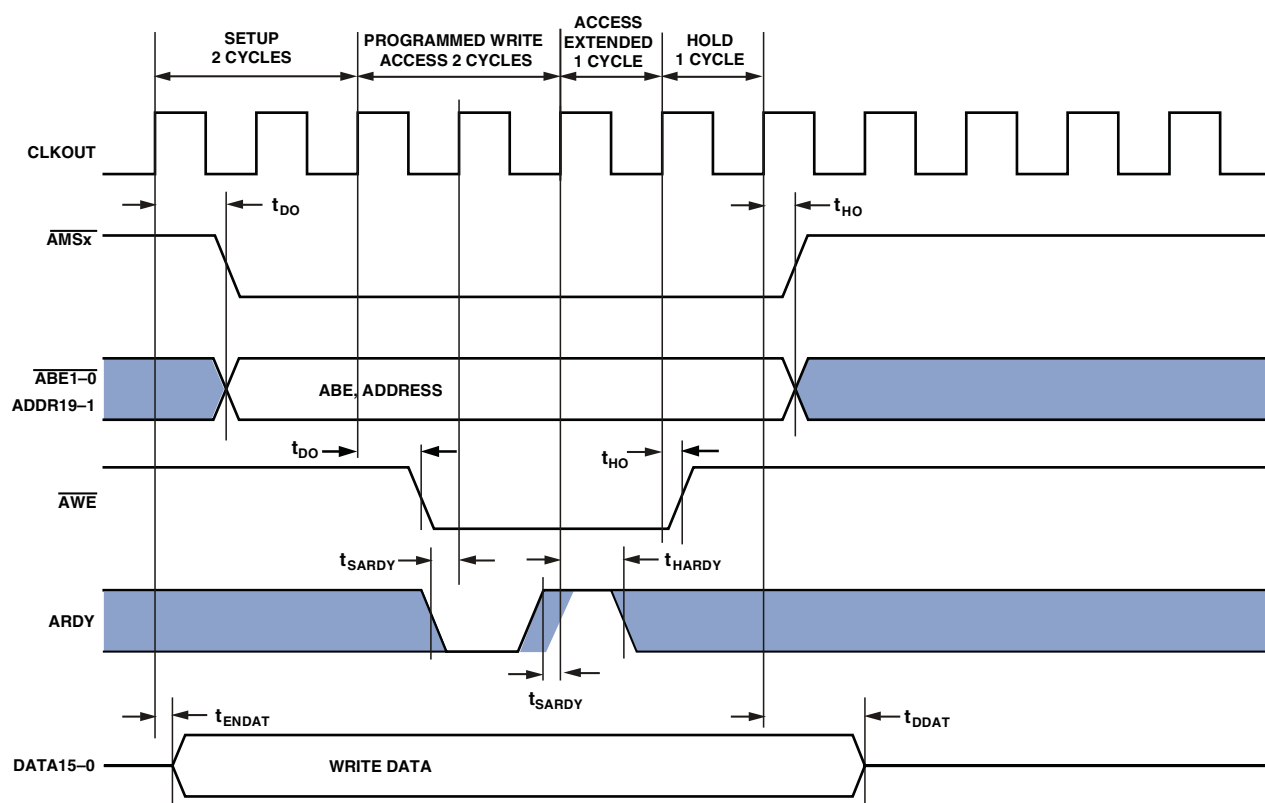 SETUP
2 CYCLES
PROGRAMMED WRITE
ACCESS 2 CYCLES
ACCESS
EXTENDED
1 CYCLE
HOLD
1 CYCLE
CLKOUT
tDO
tHO
AMSx
ABE1–0
ADDR19–1
ABE, ADDRESS
tDO
tHO
AWE
tSARDY
tHARDY
ARDY
tSARDY
tENDAT
tDDAT
DATA15–0
WRITE DATA